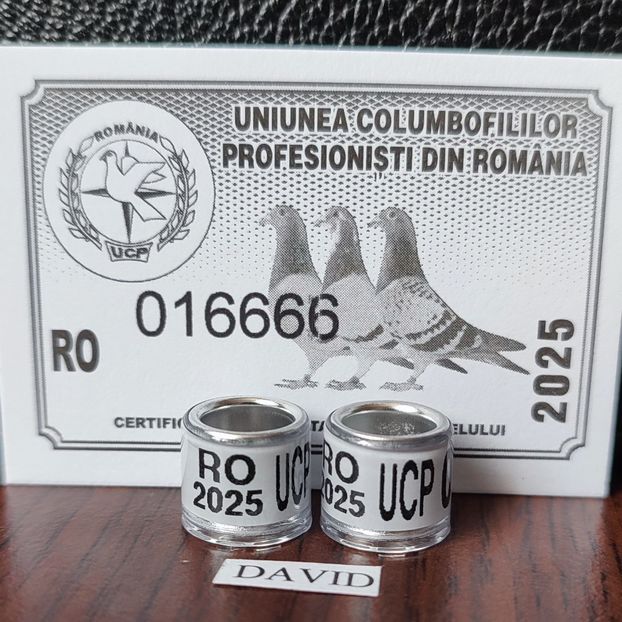 UNIUNEA COLUMBOFILILOR
PROFESIONIȘTI DIN ROMÂNIA
ROMÂNIA
UCP
016666
RO
2025
RO
2025
UCP
RO
2025
UCP
DAVID